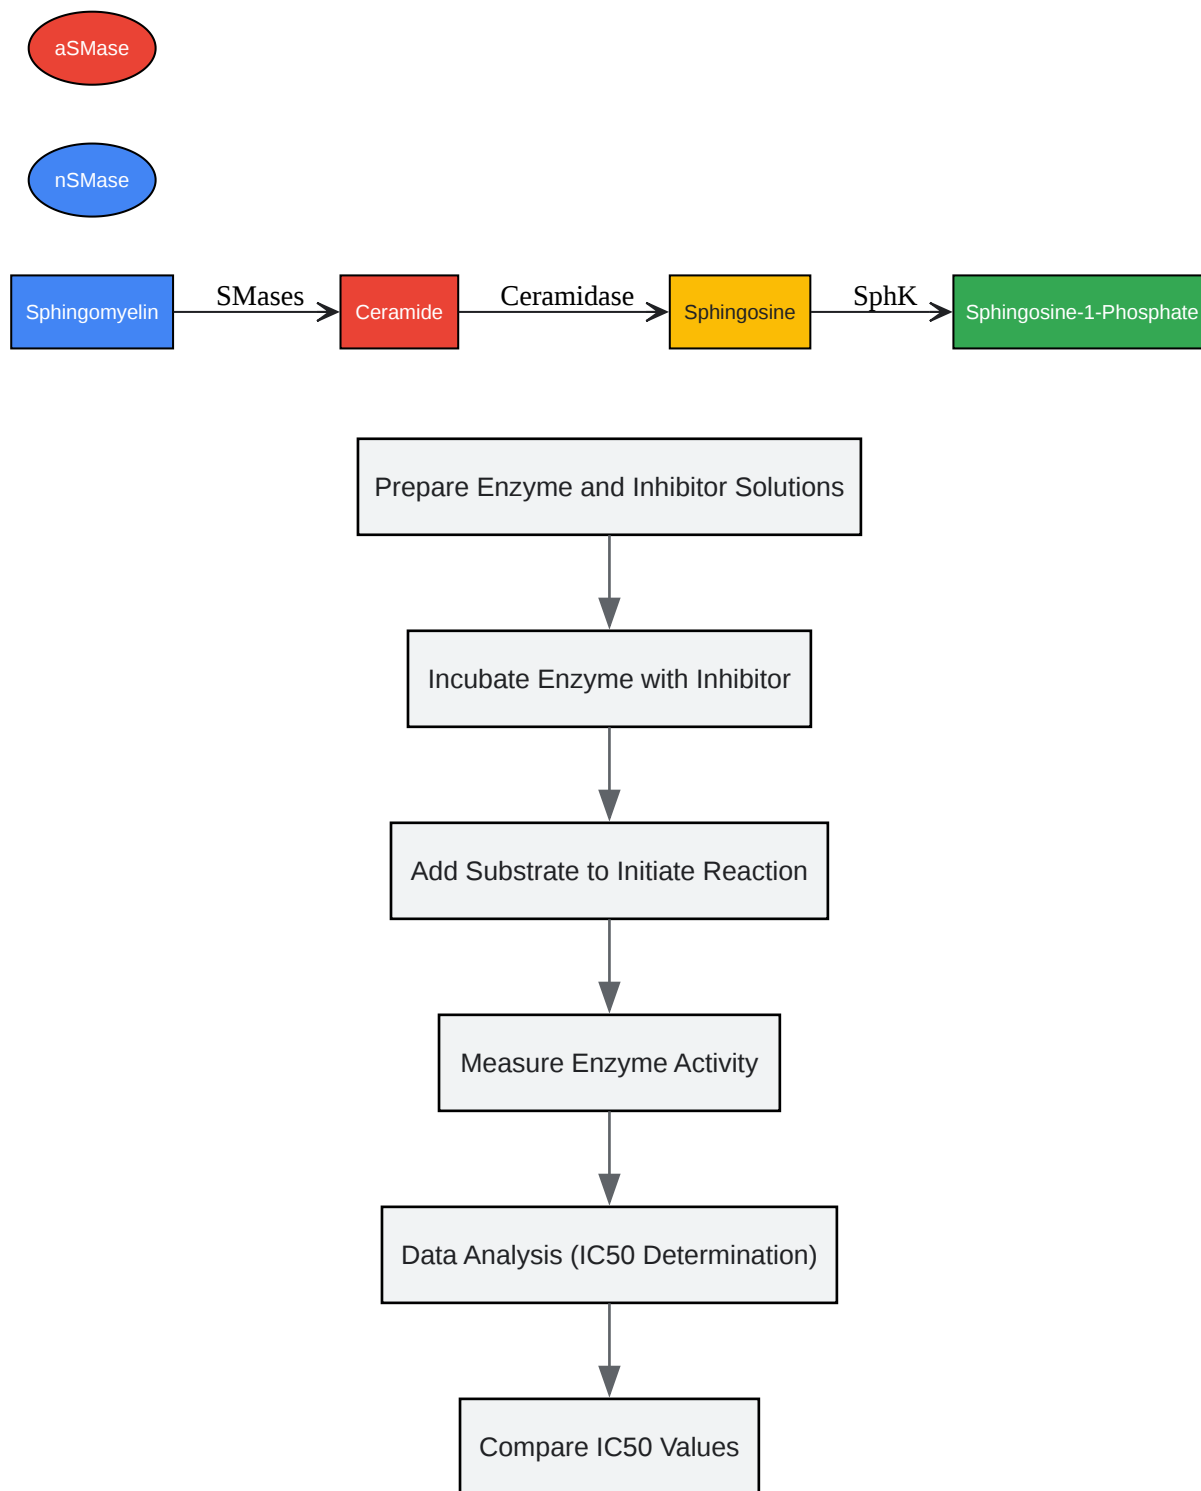 aSMase
nSMase
Sphingomyelin
SMases
Ceramide
Ceramidase
Sphingosine
SphK
Sphingosine-1-Phosphate
Prepare Enzyme and Inhibitor Solutions
Incubate Enzyme with Inhibitor
Add Substrate to Initiate Reaction
Measure Enzyme Activity
Data Analysis (IC50 Determination)
Compare IC50 Values